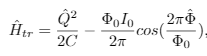 Ĥ_tr = Q̂²/2C − Φ₀I₀/2π cos(2πΦ̂/Φ₀),